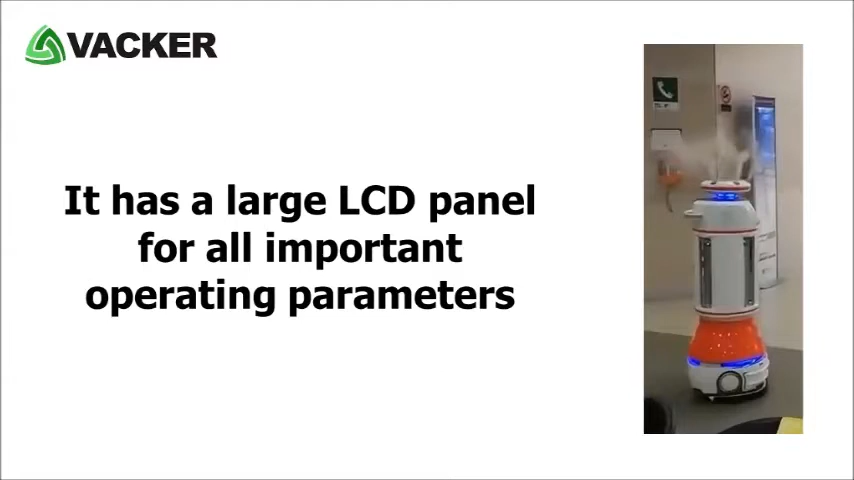 VACKER
It has a large LCD panel
for all important
operating parameters